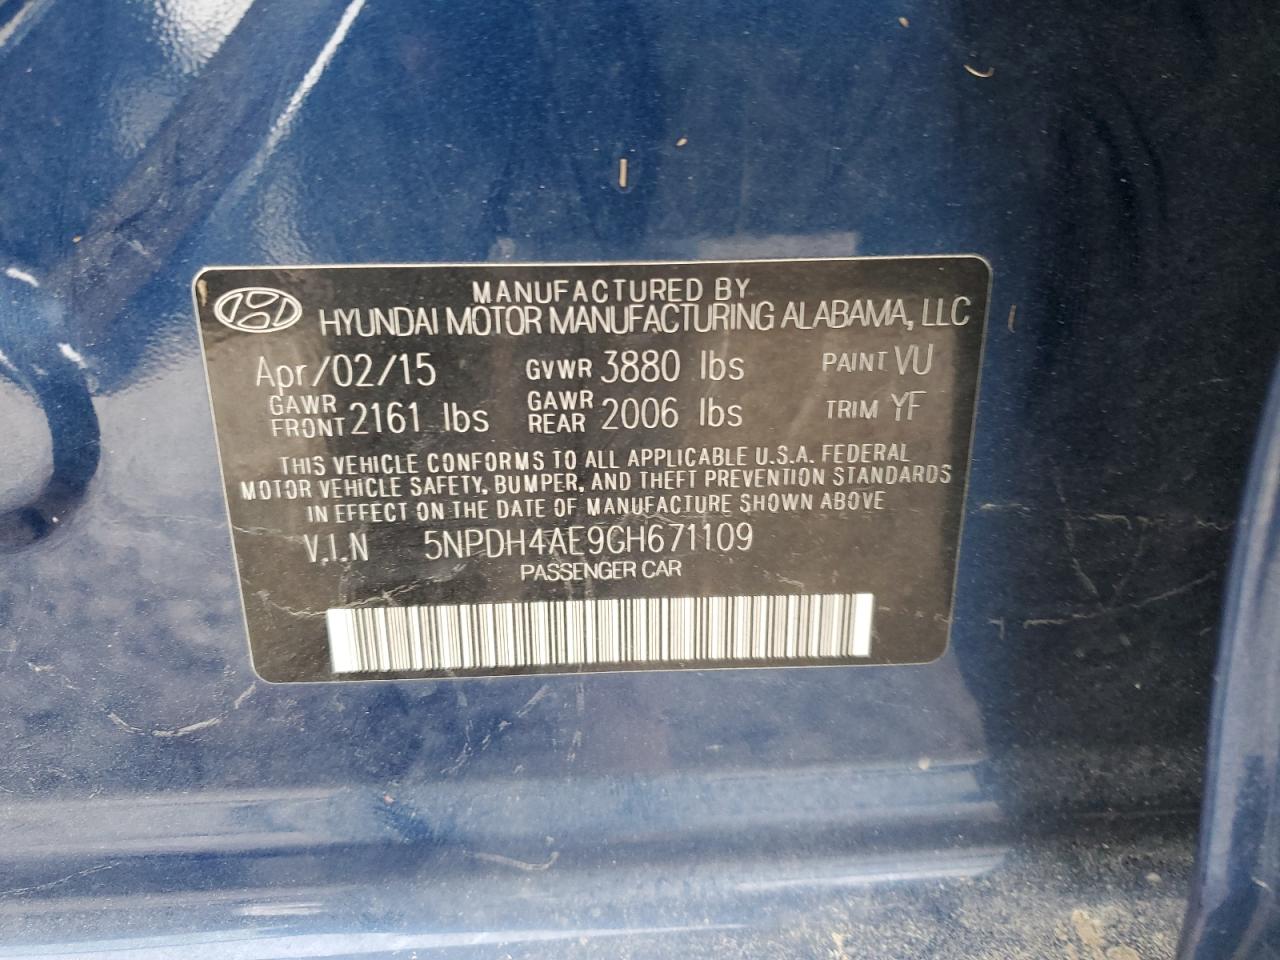 MANUFACTURED BY
HYUNDAI MOTOR MANUFACTURING ALABAMA, LLC
Apr/02/15 GVWR 3880 lbs PAINT VU
GAWR FRONT 2161 lbs GAWR REAR 2006 lbs TRIM YF
THIS VEHICLE CONFORMS TO ALL APPLICABLE U.S.A. FEDERAL
MOTOR VEHICLE SAFETY, BUMPER, AND THEFT PREVENTION STANDARDS
IN EFFECT ON THE DATE OF MANUFACTURE SHOWN ABOVE
V.I.N 5NPDH4AE9GH671109
PASSENGER CAR